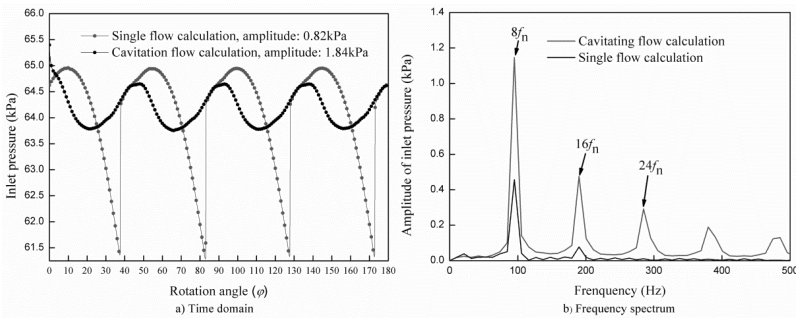 Single flow calculation, amplitude: 0.82kPa
Cavitation flow calculation, amplitude: 1.84kPa
Inlet pressure (kPa)
65.5
65.0
64.5
64.0
63.5
63.0
62.5
62.0
61.5
0 10 20 30 40 50 60 70 80 90 100 110 120 130 140 150 160 170 180
Rotation angle (φ)
a) Time domain
8fn
Cavitating flow calculation
Single flow calculation
16fn
24fn
Amplitude of inlet pressure (kPa)
1.4
1.2
1.0
0.8
0.6
0.4
0.2
0.0
0 100 200 300 400 500
Frenquency (Hz)
b) Frequency spectrum